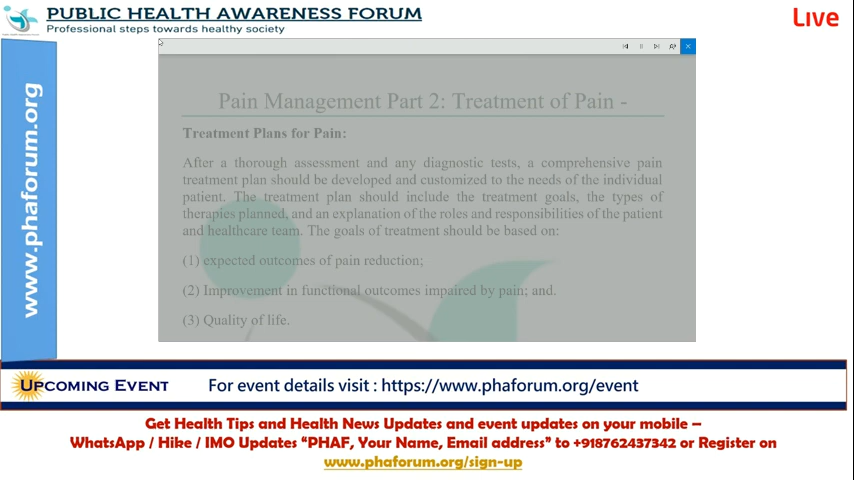 PUBLIC HEALTH AWARENESS FORUM
Professional steps towards healthy society
Live
www.phaforum.org
Pain Management Part 2: Treatment of Pain -
Treatment Plans for Pain:
After a thorough assessment and any diagnostic tests, a comprehensive pain
treatment plan should be developed and customized to the needs of the individual
patient. The treatment plan should include the treatment goals, the types of
therapies planned, and an explanation of the roles and responsibilities of the patient
and healthcare team. The goals of treatment should be based on:
(1) expected outcomes of pain reduction;
(2) Improvement in functional outcomes impaired by pain; and.
(3) Quality of life.
Upcoming Event
For event details visit : https://www.phaforum.org/event
Get Health Tips and Health News Updates and event updates on your mobile –
WhatsApp / Hike / IMO Updates “PHAF, Your Name, Email address” to +918762437342 or Register on
www.phaforum.org/sign-up